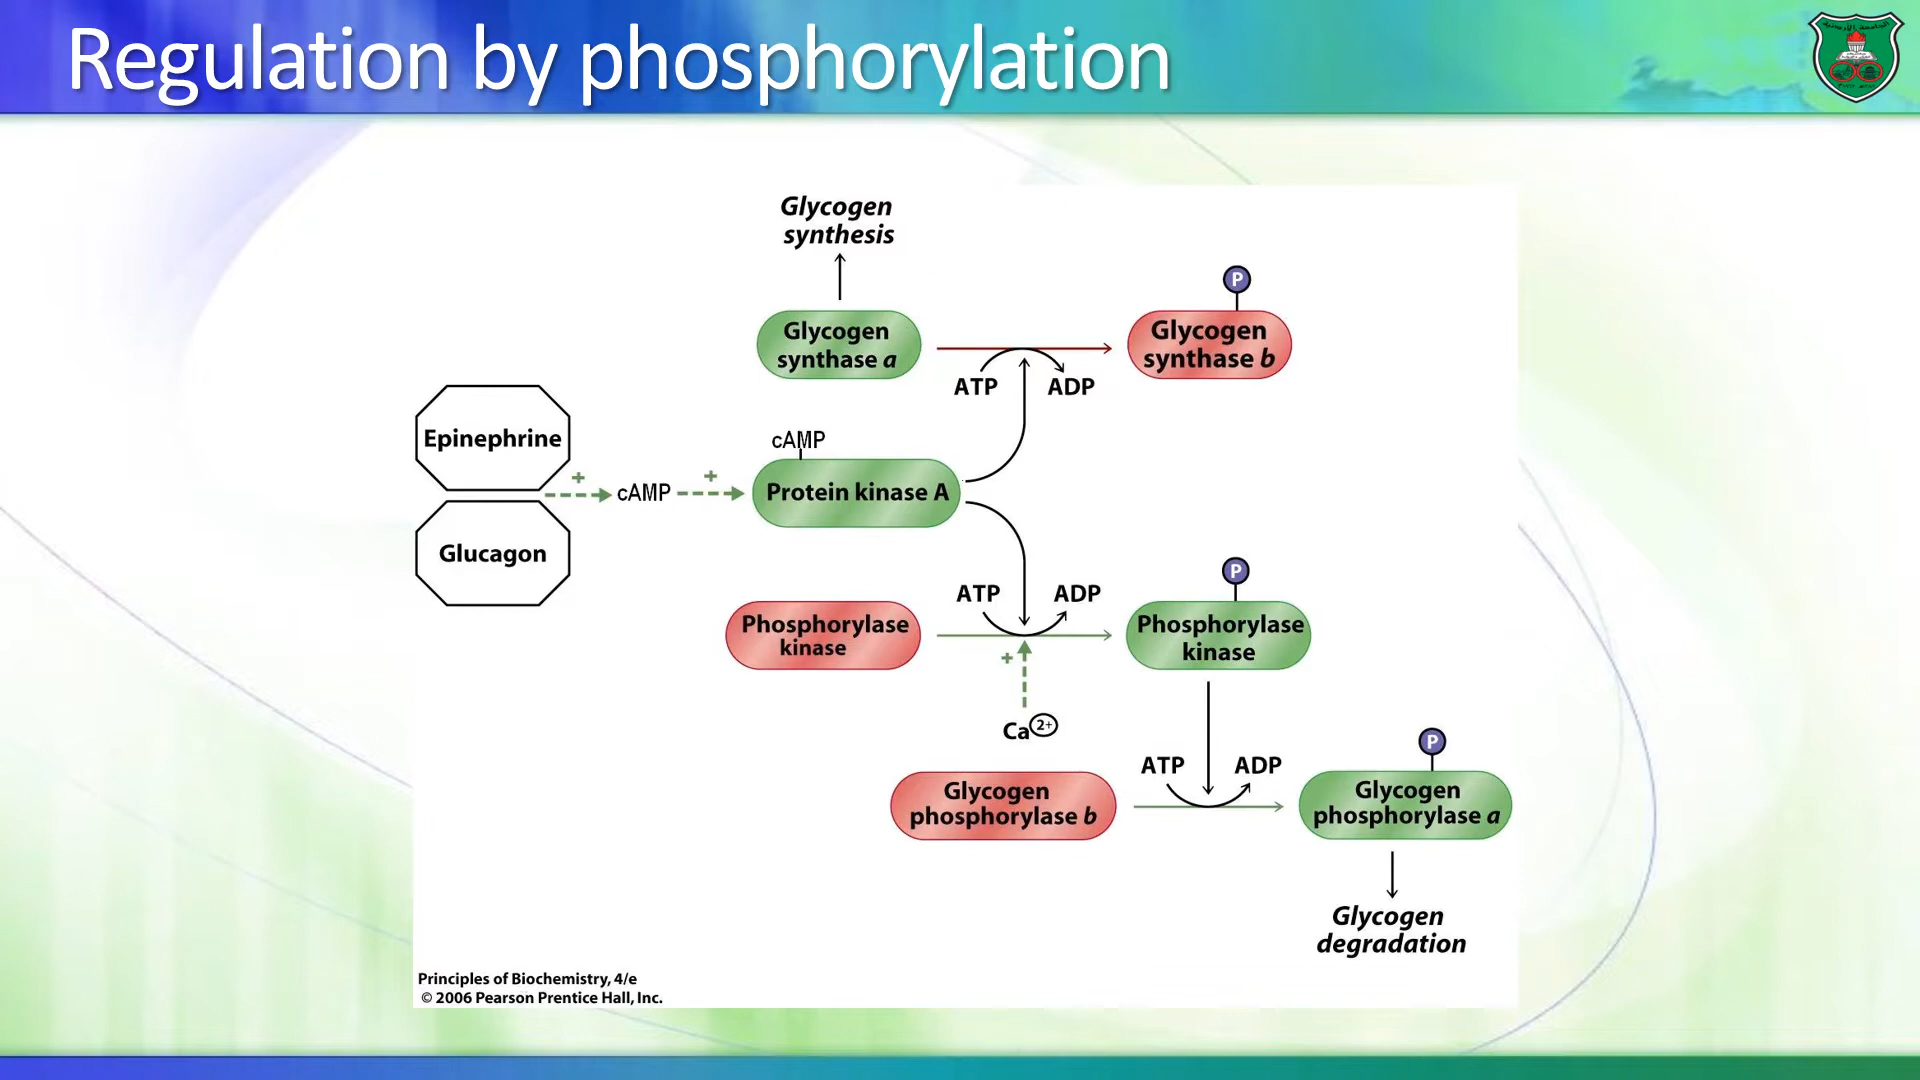 Regulation by phosphorylation
Glycogen
synthesis
P
Glycogen
synthase a
Glycogen
synthase b
ATP
ADP
Epinephrine
cAMP
cAMP
+
+
Protein kinase A
Glucagon
P
ATP
ADP
Phosphorylase
kinase
Phosphorylase
kinase
+
Ca2+
P
ATP
ADP
Glycogen
phosphorylase b
Glycogen
phosphorylase a
Glycogen
degradation
Principles of Biochemistry, 4/e
© 2006 Pearson Prentice Hall, Inc.